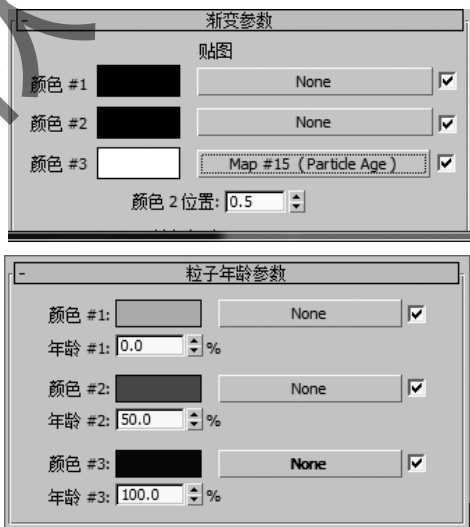 渐变参数
贴图
颜色 #1 None
颜色 #2 None
颜色 #3 Map #15 (Particle Age)
颜色 2 位置: 0.5
粒子年龄参数
颜色 #1: None
年龄 #1: 0.0 %
颜色 #2: None
年龄 #2: 50.0 %
颜色 #3: None
年龄 #3: 100.0 %